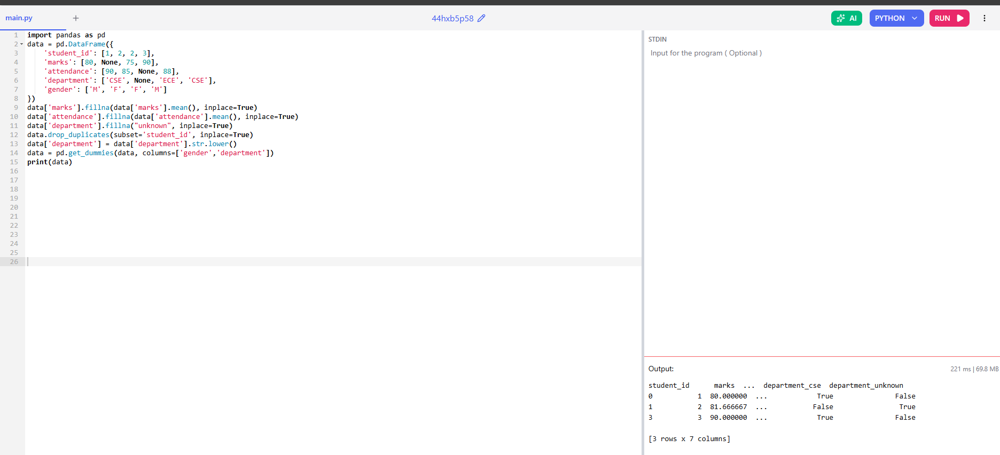 main.py +
44hxb5p58
AI
PYTHON
RUN
1 import pandas as pd
2 data = pd.DataFrame({
3     'student_id': [1, 2, 2, 3],
4     'marks': [80, None, 75, 90],
5     'attendance': [90, 85, None, 88],
6     'department': ['CSE', None, 'ECE', 'CSE'],
7     'gender': ['M', 'F', 'F', 'M']
8 })
9 data['marks'].fillna(data['marks'].mean(), inplace=True)
10 data['attendance'].fillna(data['attendance'].mean(), inplace=True)
11 data['department'].fillna("unknown", inplace=True)
12 data.drop_duplicates(subset='student_id', inplace=True)
13 data['department'] = data['department'].str.lower()
14 data = pd.get_dummies(data, columns=['gender','department'])
15 print(data)
16
17
18
19
20
21
22
23
24
25
26
STDIN
Input for the program ( Optional )
Output:
221 ms | 69.8 MB
student_id      marks  ...  department_cse  department_unknown
0           1  80.000000  ...            True               False
1           2  81.666667  ...           False                True
3           3  90.000000  ...            True               False
[3 rows x 7 columns]